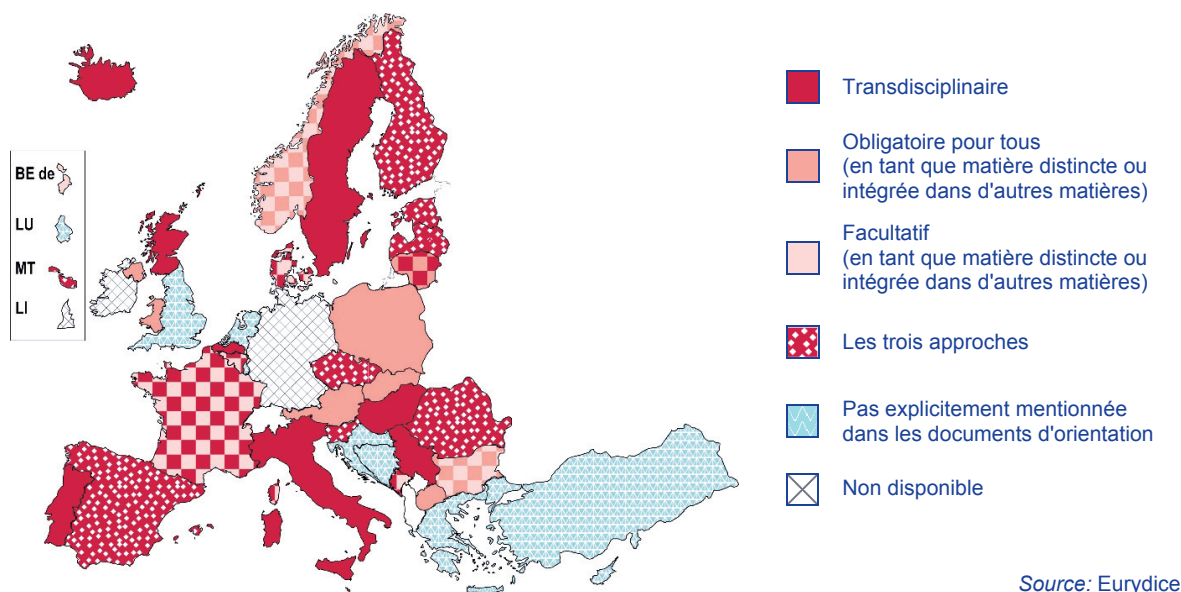 BE de
LU
MT
LI
Transdisciplinaire
Obligatoire pour tous
(en tant que matière distincte ou
intégrée dans d'autres matières)
Facultatif
(en tant que matière distincte ou
intégrée dans d'autres matières)
Les trois approches
Pas explicitement mentionnée
dans les documents d'orientation
Non disponible
Source: Eurydice